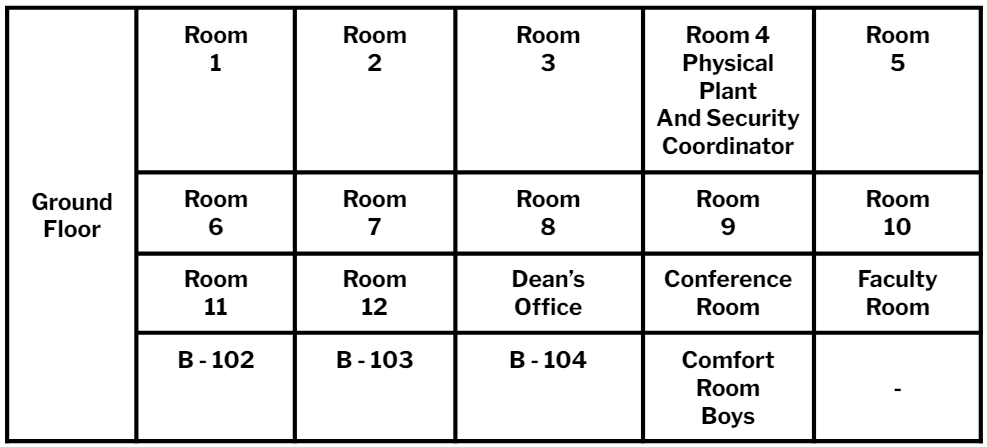 Ground
Floor
Room
1
Room
2
Room
3
Room 4
Physical
Plant
And Security
Coordinator
Room
5
Room
6
Room
7
Room
8
Room
9
Room
10
Room
11
Room
12
Dean's
Office
Conference
Room
Faculty
Room
B - 102
B - 103
B - 104
Comfort
Room
Boys
-